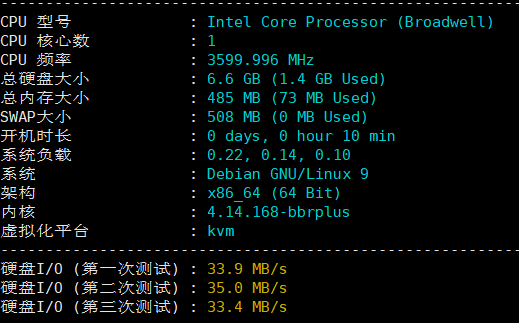 CPU 型号 : Intel Core Processor (Broadwell)
CPU 核心数 : 1
CPU 频率 : 3599.996 MHz
总硬盘大小 : 6.6 GB (1.4 GB Used)
总内存大小 : 485 MB (73 MB Used)
SWAP大小 : 508 MB (0 MB Used)
开机时长 : 0 days, 0 hour 10 min
系统负载 : 0.22, 0.14, 0.10
系统 : Debian GNU/Linux 9
架构 : x86_64 (64 Bit)
内核 : 4.14.168-bbrplus
虚拟化平台 : kvm
硬盘I/O (第一次测试) : 33.9 MB/s
硬盘I/O (第二次测试) : 35.0 MB/s
硬盘I/O (第三次测试) : 33.4 MB/s